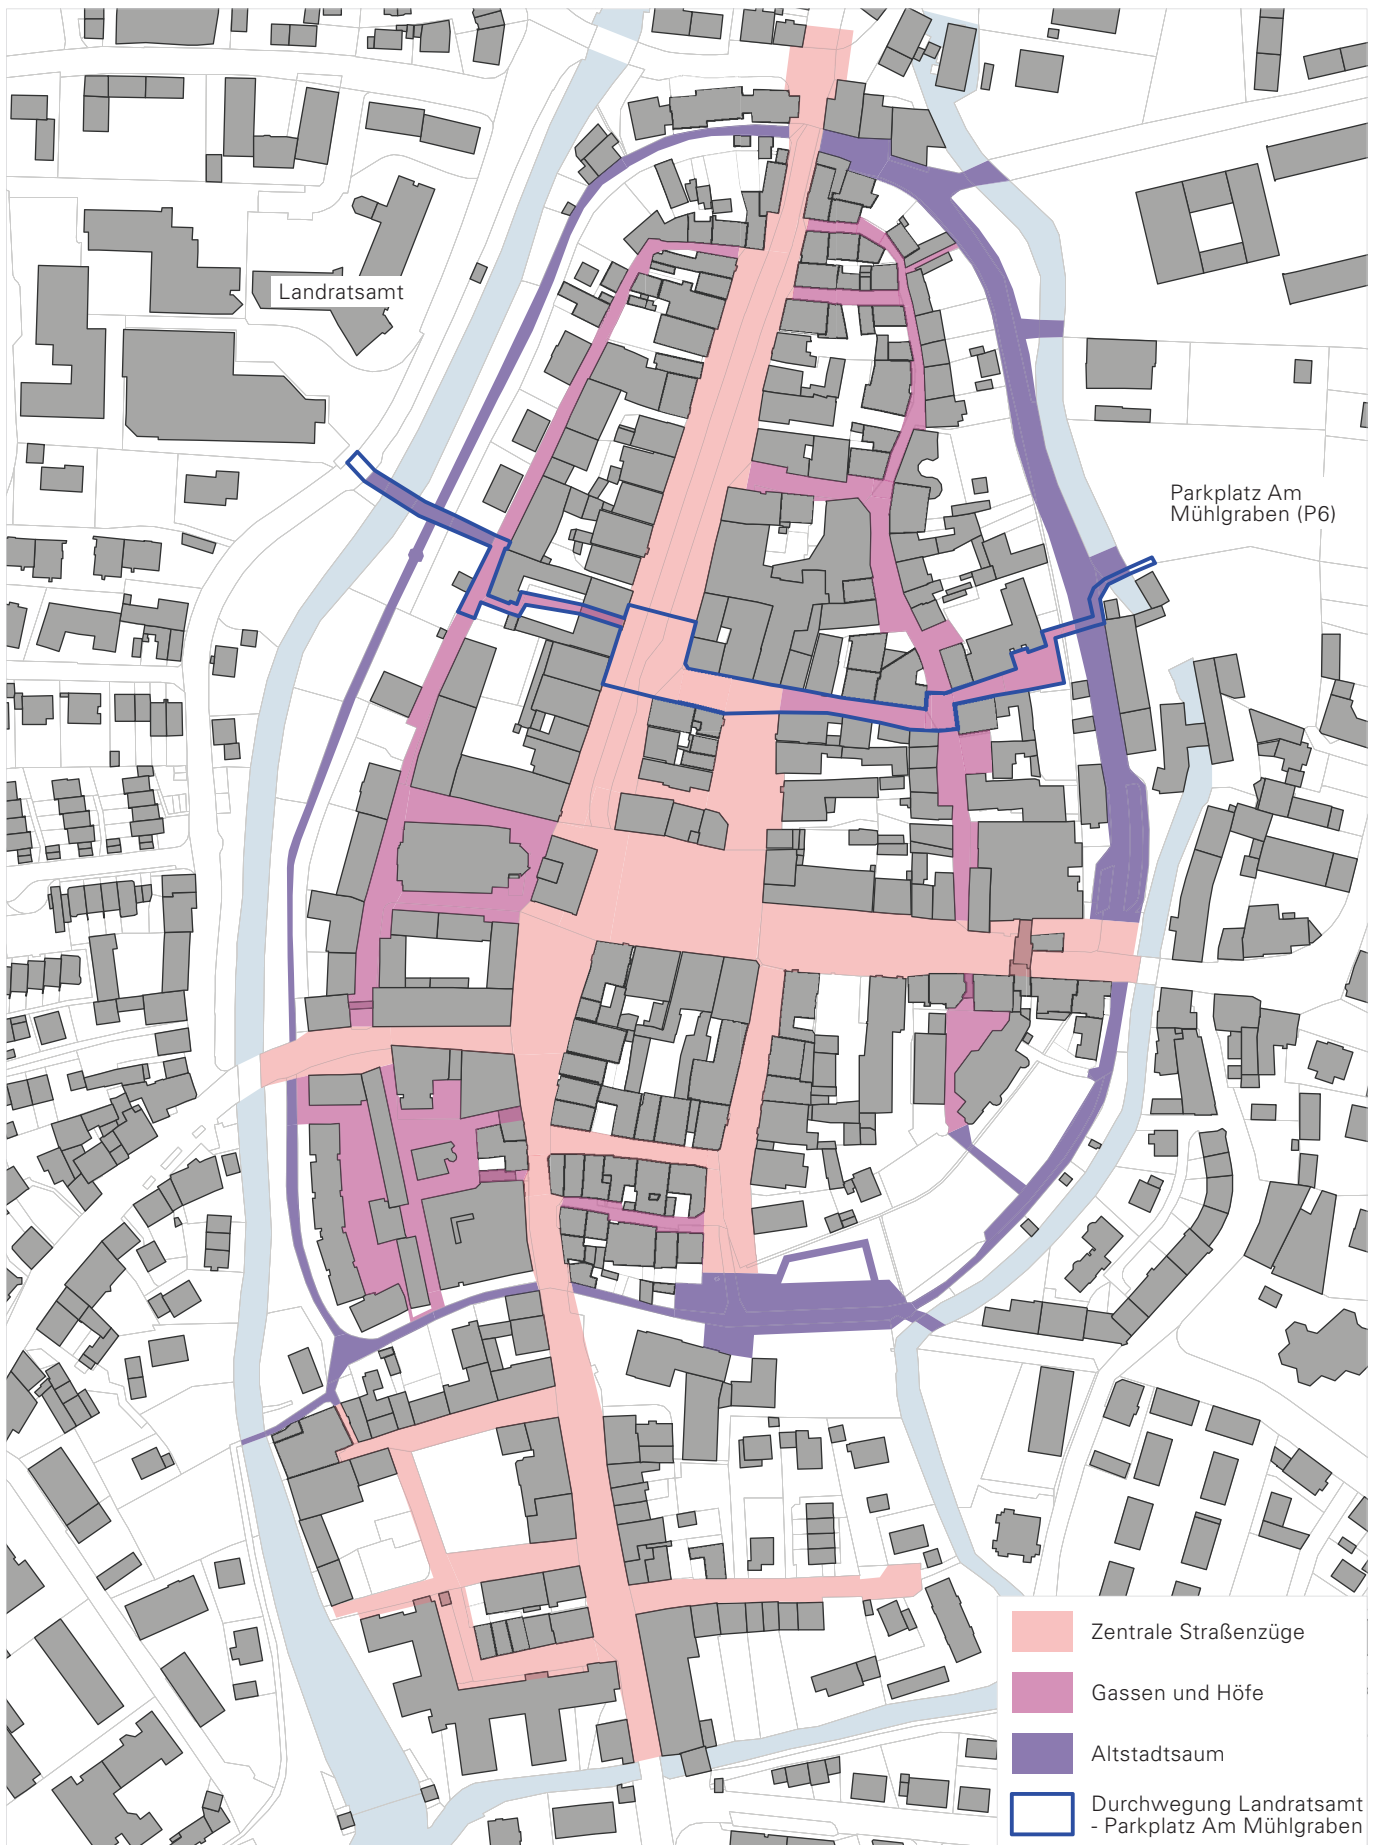 Landratsamt
Parkplatz Am
Mühlgraben (P6)
Zentrale Straßenzüge
Gassen und Höfe
Altstadtsaum
Durchwegung Landratsamt
- Parkplatz Am Mühlgraben